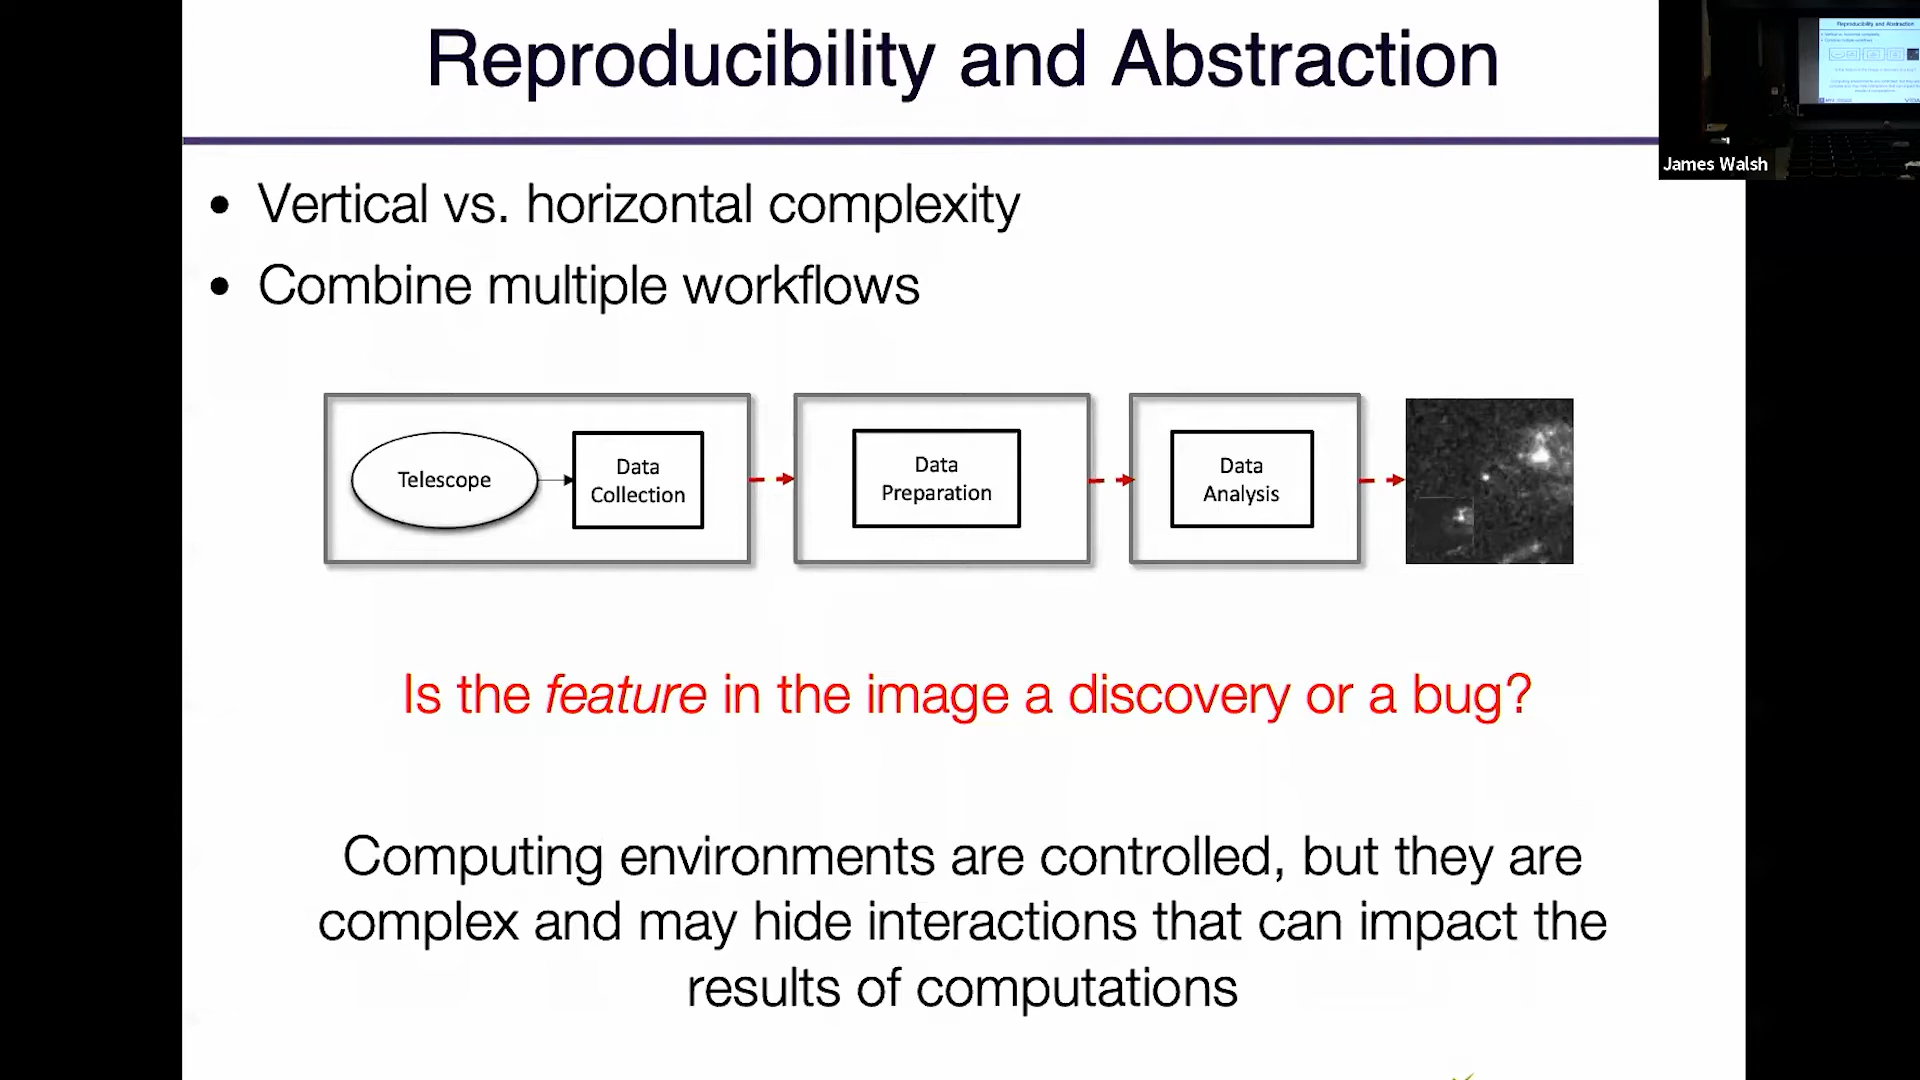 Reproducibility and Abstraction
James Walsh
• Vertical vs. horizontal complexity
• Combine multiple workflows
Telescope
Data
Collection
Data
Preparation
Data
Analysis
Is the feature in the image a discovery or a bug?
Computing environments are controlled, but they are
complex and may hide interactions that can impact the
results of computations